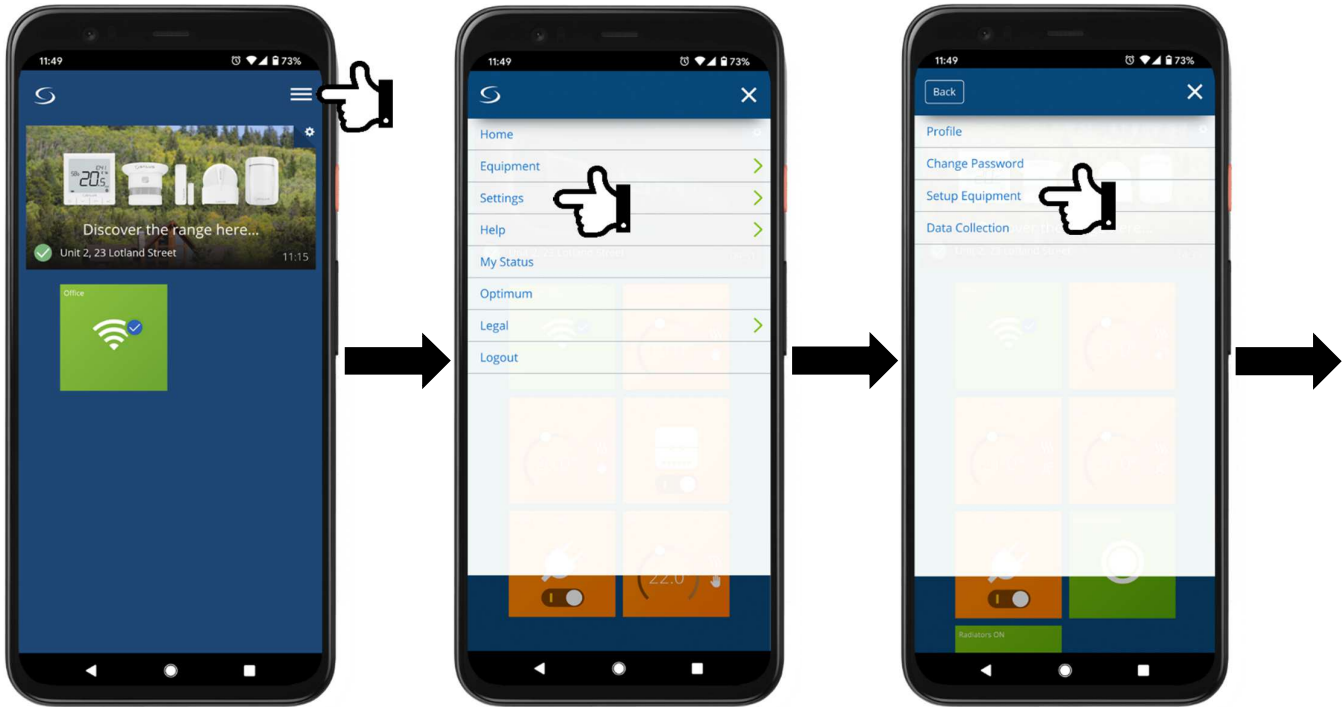 11:49
73%
Discover the range here...
Unit 2, 23 Lotland Street
11:15
Office
11:49
73%
Home
Equipment
Settings
Help
My Status
Optimum
Legal
Logout
22.0
11:49
73%
Back
Profile
Change Password
Setup Equipment
Data Collection
Radiators ON